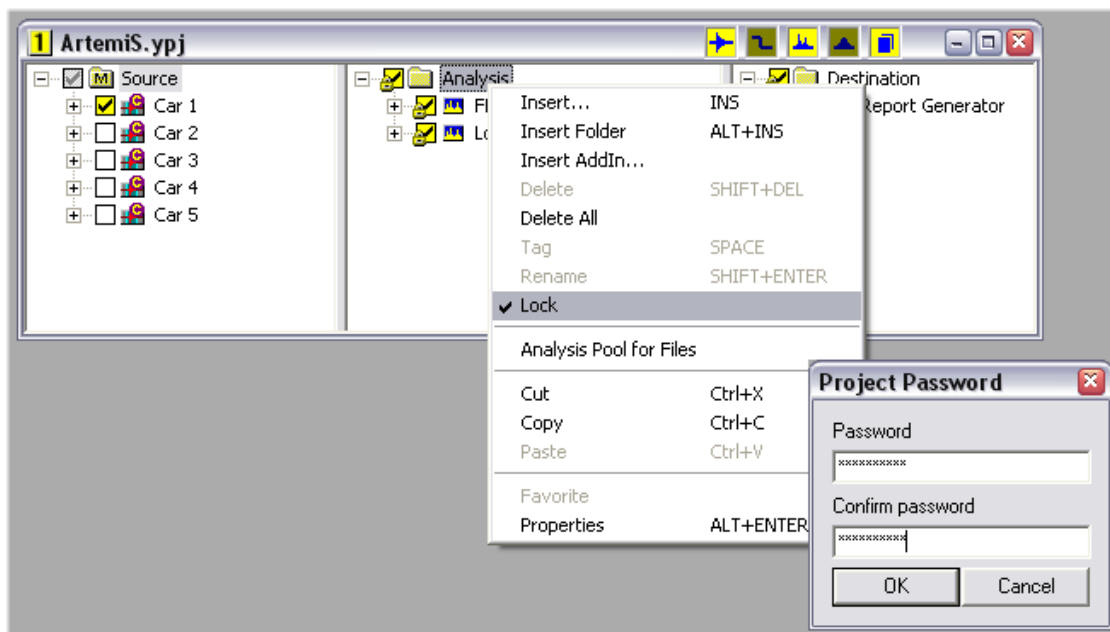 1 ArtemiS.ypj
M Source
Car 1
Car 2
Car 3
Car 4
Car 5
Analysis
Destination
Report Generator
Insert... INS
Insert Folder ALT+INS
Insert AddIn...
Delete SHIFT+DEL
Delete All
Tag SPACE
Rename SHIFT+ENTER
Lock
Analysis Pool for Files
Cut Ctrl+X
Copy Ctrl+C
Paste Ctrl+V
Favorite
Properties ALT+ENTER
Project Password
Password
**********
Confirm password
**********
OK Cancel